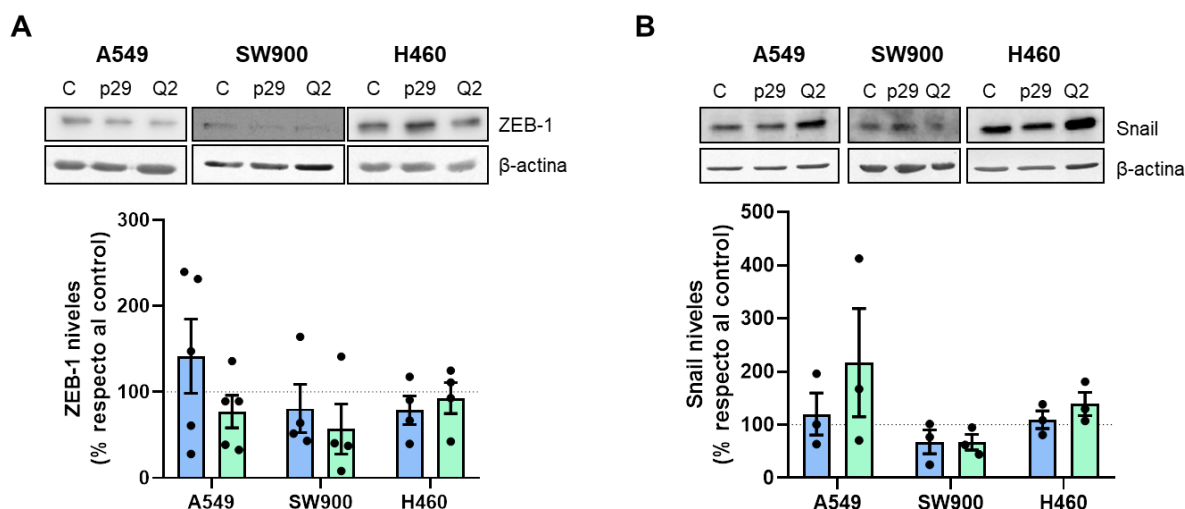 A
A549 SW900 H460
C p29 Q2 C p29 Q2 C p29 Q2
ZEB-1
β-actina
ZEB-1 niveles
(% respecto al control)
300
200
100
0
A549 SW900 H460
B
A549 SW900 H460
C p29 Q2 C p29 Q2 C p29 Q2
Snail
β-actina
Snail niveles
(% respecto al control)
500
400
300
200
100
0
A549 SW900 H460